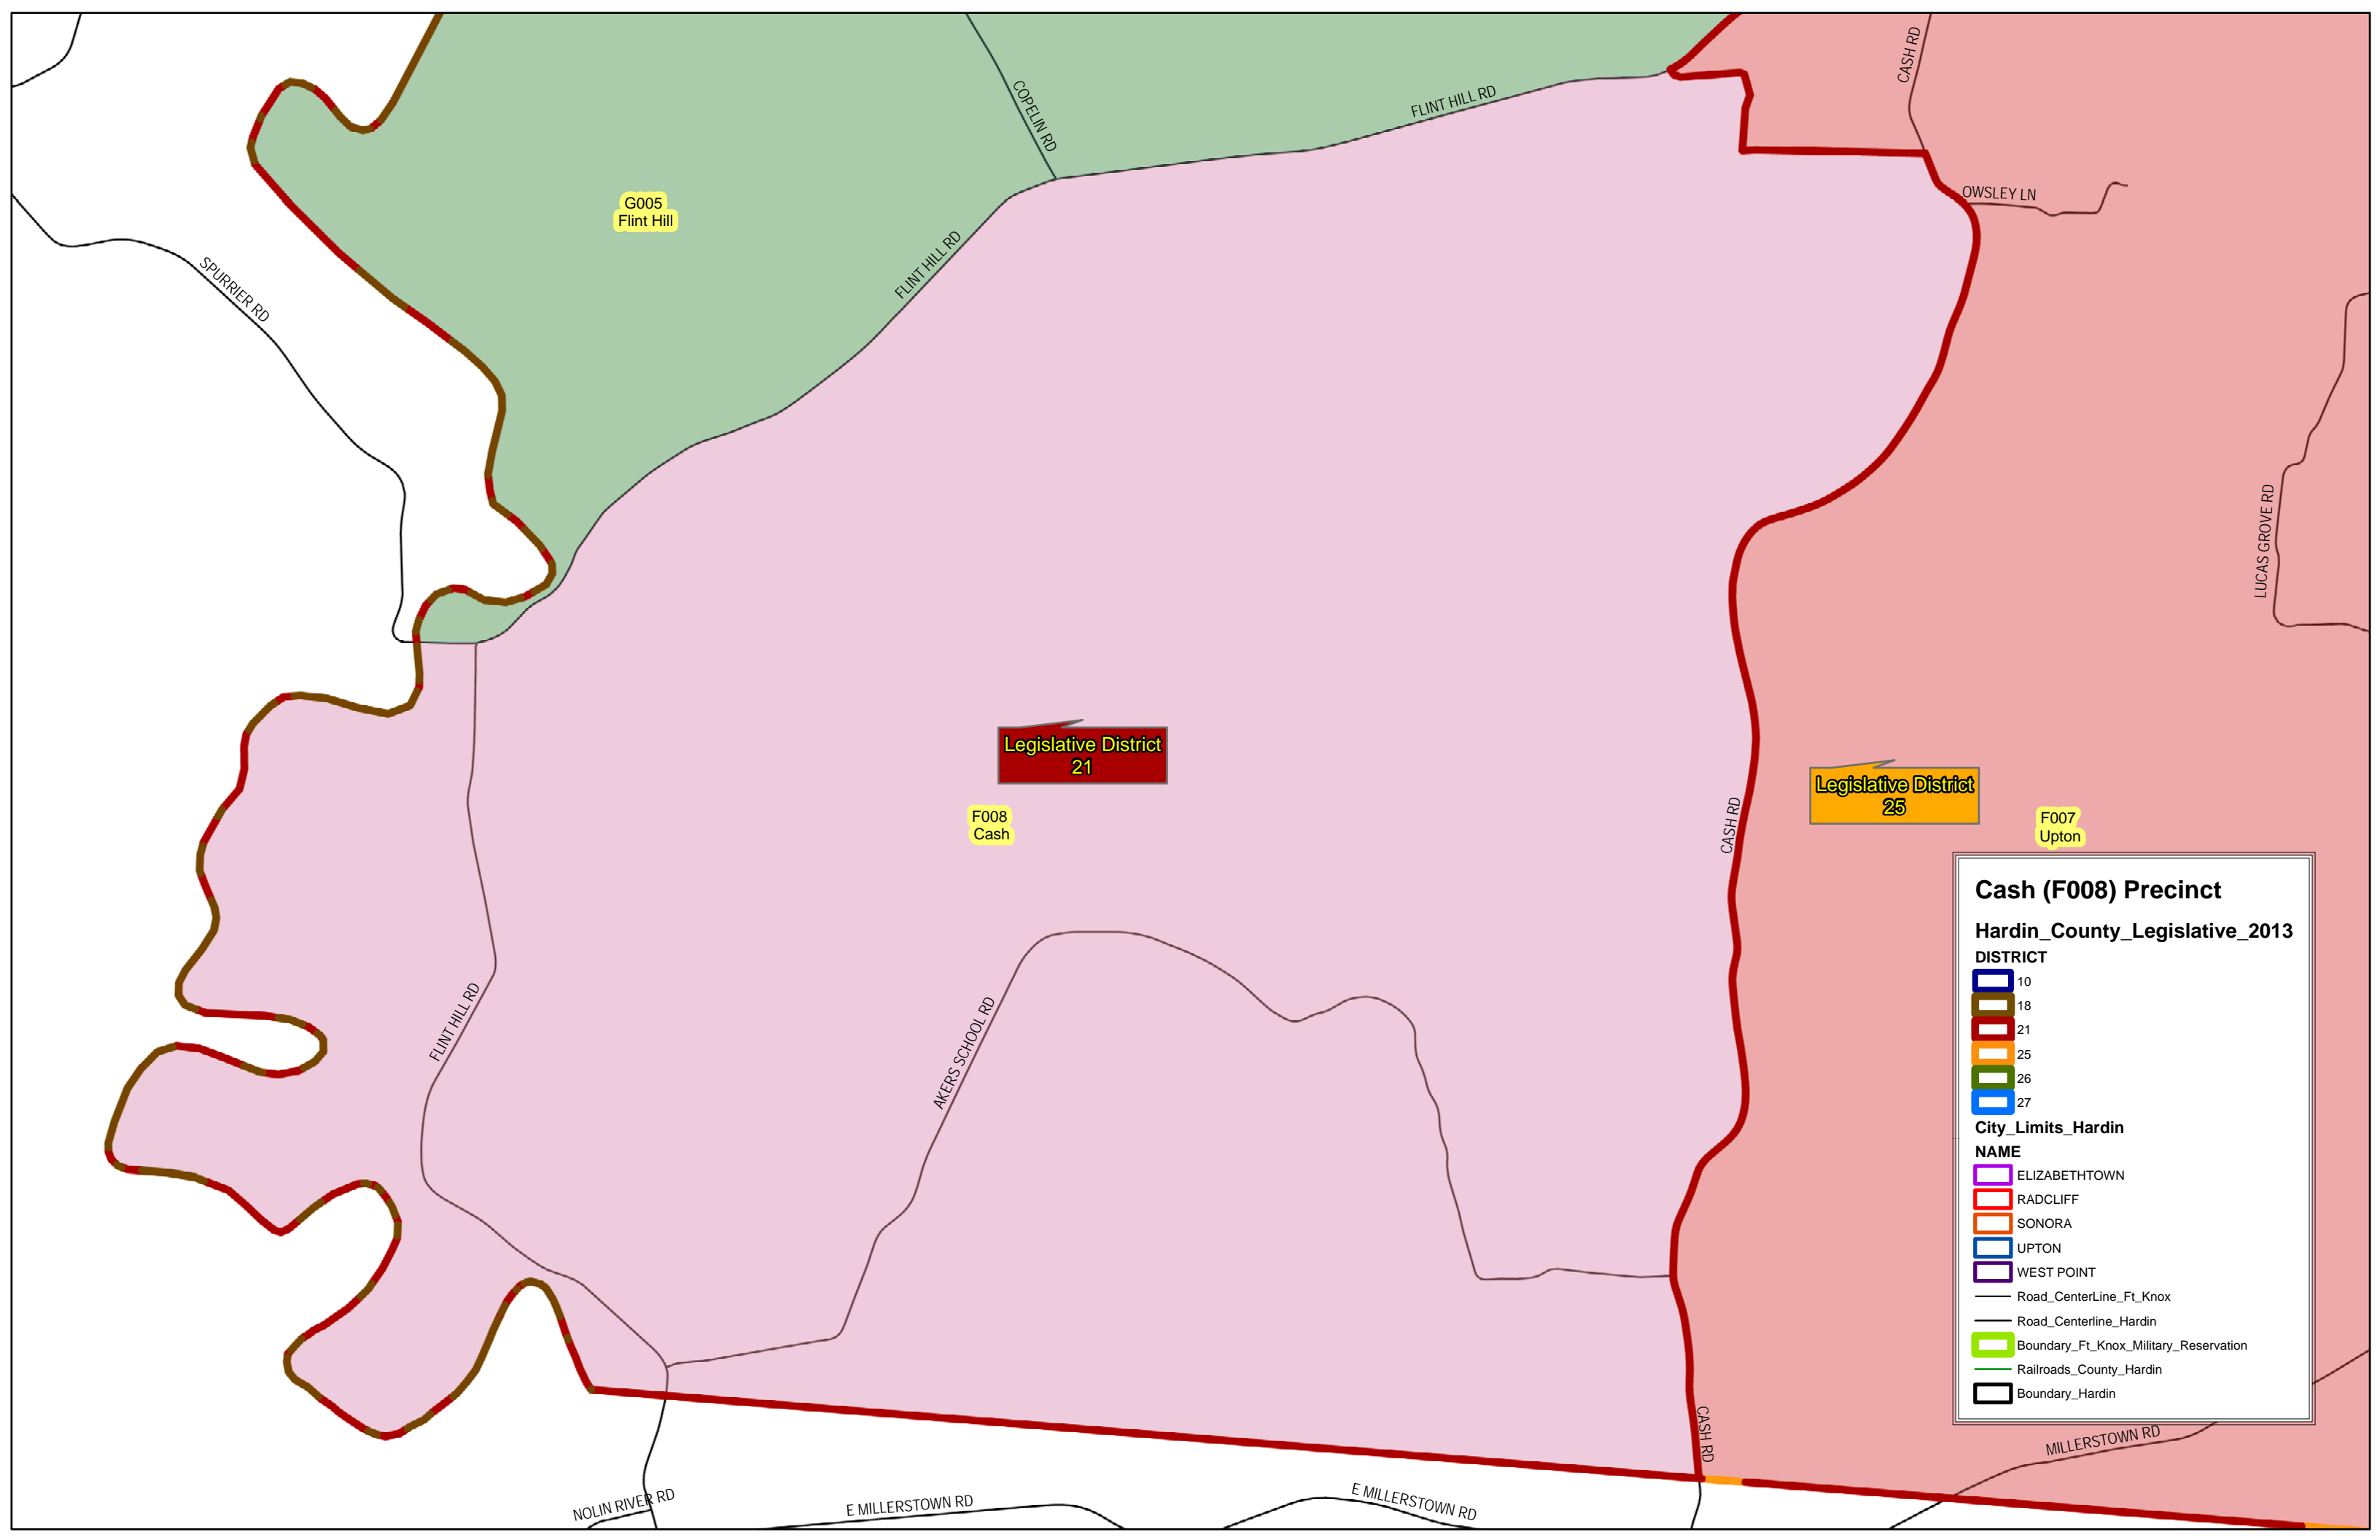 CASH RD
COPELIN RD
FLINT HILL RD
OWSLEY LN
G005
Flint Hill
FLINT HILL RD
SPURRIER RD
LUCAS GROVE RD
Legislative District
21
Legislative District
25
F008
Cash
CASH RD
F007
Upton
FLINT HILL RD
AKERS SCHOOL RD
Cash (F008) Precinct
Hardin_County_Legislative_2013
DISTRICT
10
18
21
25
26
27
City_Limits_Hardin
NAME
ELIZABETHTOWN
RADCLIFF
SONORA
UPTON
WEST POINT
Road_CenterLine_Ft_Knox
Road_Centerline_Hardin
Boundary_Ft_Knox_Military_Reservation
Railroads_County_Hardin
Boundary_Hardin
CASH RD
MILLERSTOWN RD
NOLIN RIVER RD
E MILLERSTOWN RD
E MILLERSTOWN RD